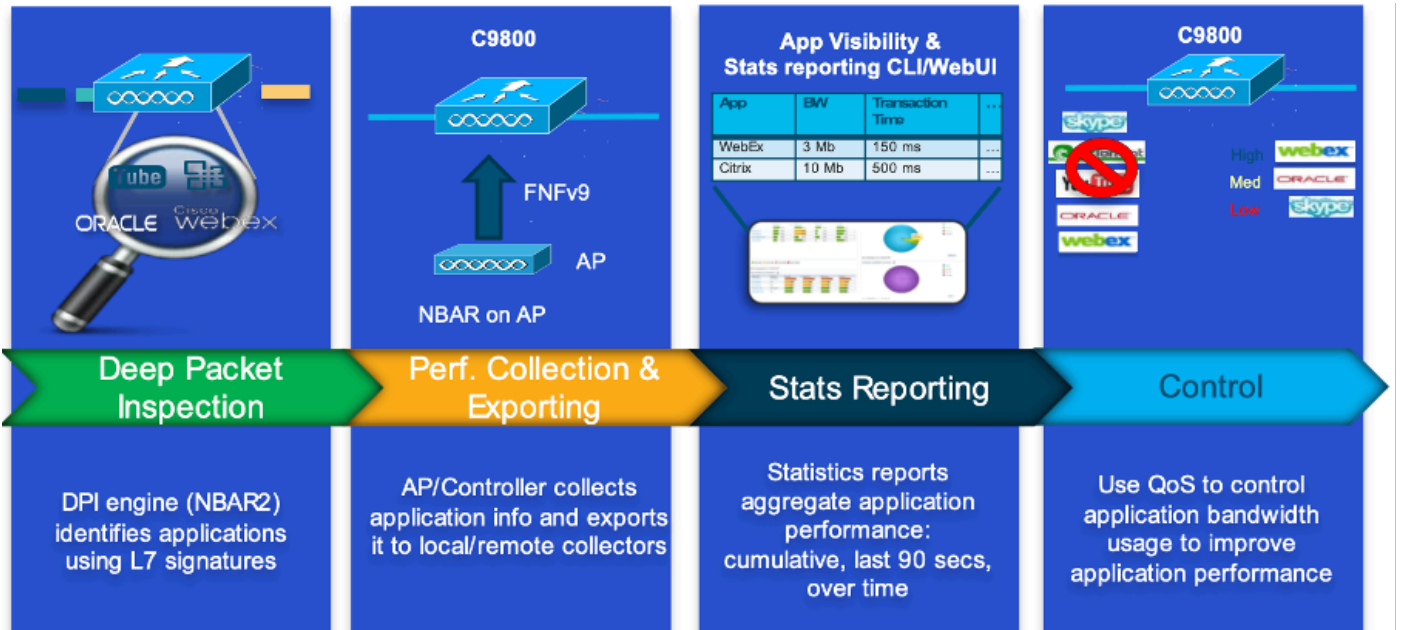 Tube
ORACLE
Cisco
webex
Deep Packet
Inspection
DPI engine (NBAR2)
identifies applications
using L7 signatures
C9800
FNFv9
AP
NBAR on AP
Perf. Collection &
Exporting
AP/Controller collects
application info and exports
it to local/remote collectors
App Visibility &
Stats reporting CLI/WebUI
App BW Transaction Time ...
WebEx 3 Mb 150 ms ...
Citrix 10 Mb 500 ms ...
Stats Reporting
Statistics reports
aggregate application
performance:
cumulative, last 90 secs,
over time
C9800
skype
ORACLE
webex
High webex
Med ORACLE
Low skype
Control
Use QoS to control
application bandwidth
usage to improve
application performance